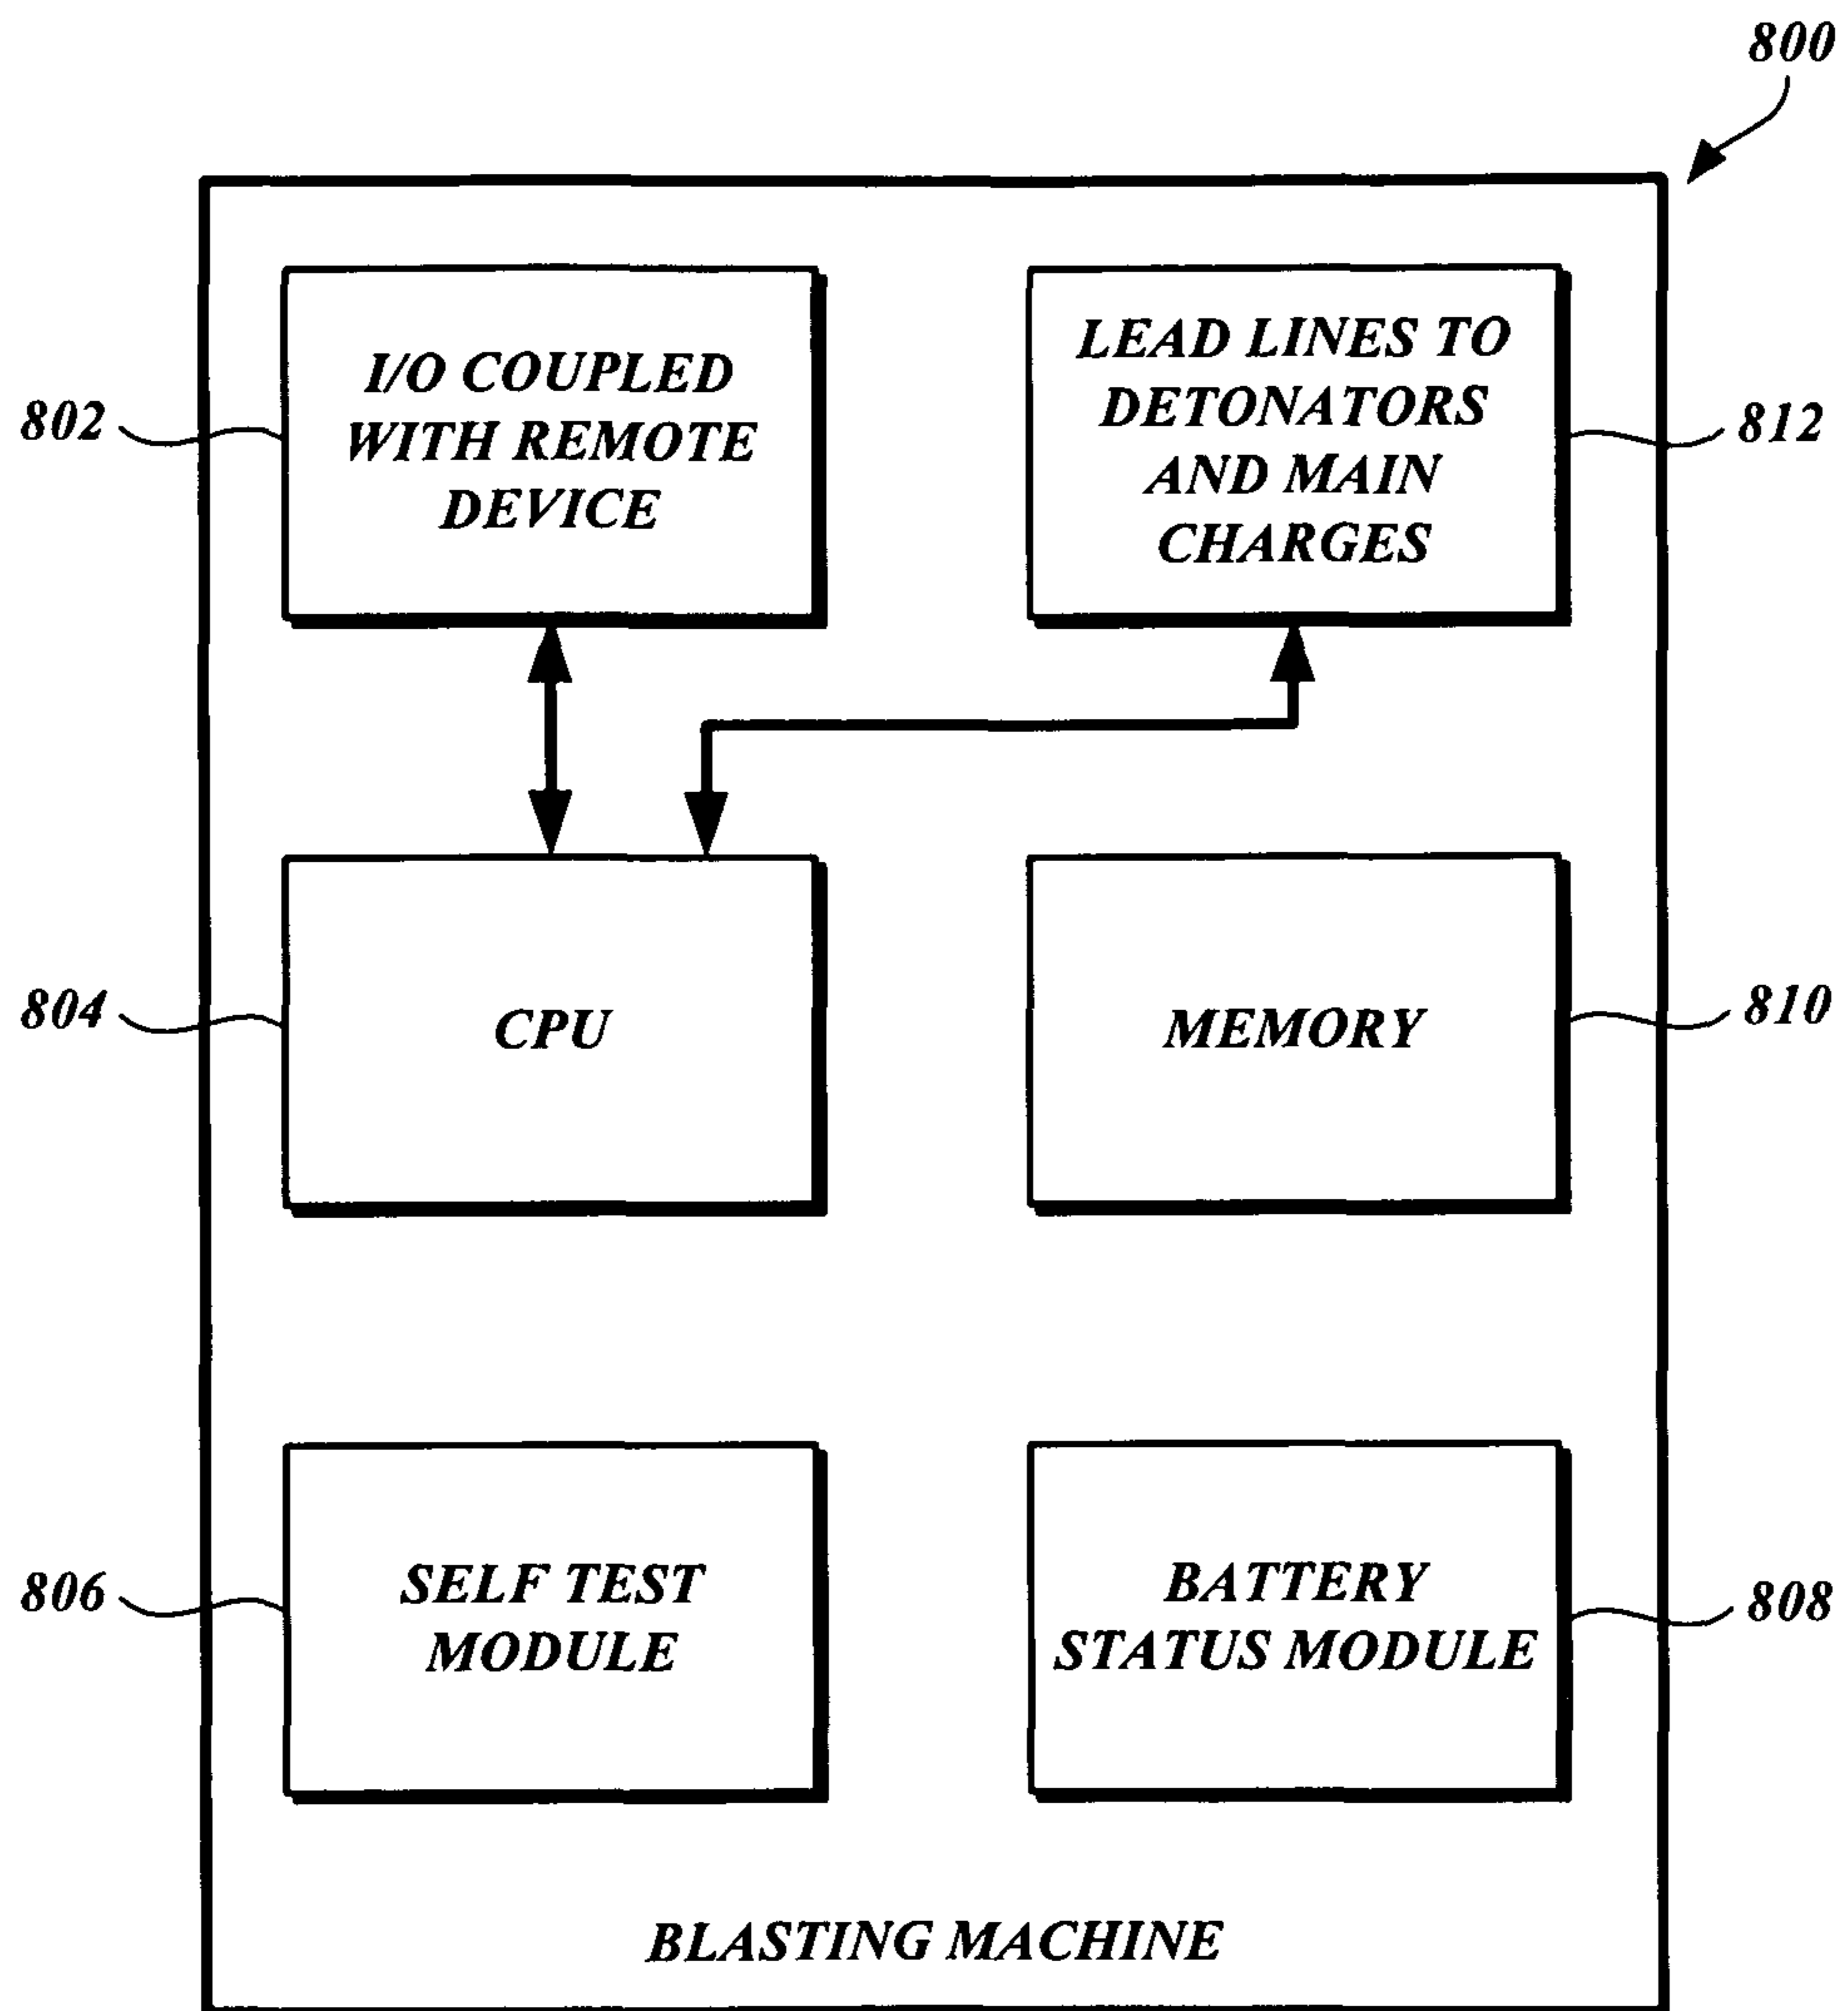 800
I/O COUPLED
WITH REMOTE
DEVICE
802
LEAD LINES TO
DETONATORS
AND MAIN
CHARGES
812
CPU
804
MEMORY
810
SELF TEST
MODULE
806
BATTERY
STATUS MODULE
808
BLASTING MACHINE